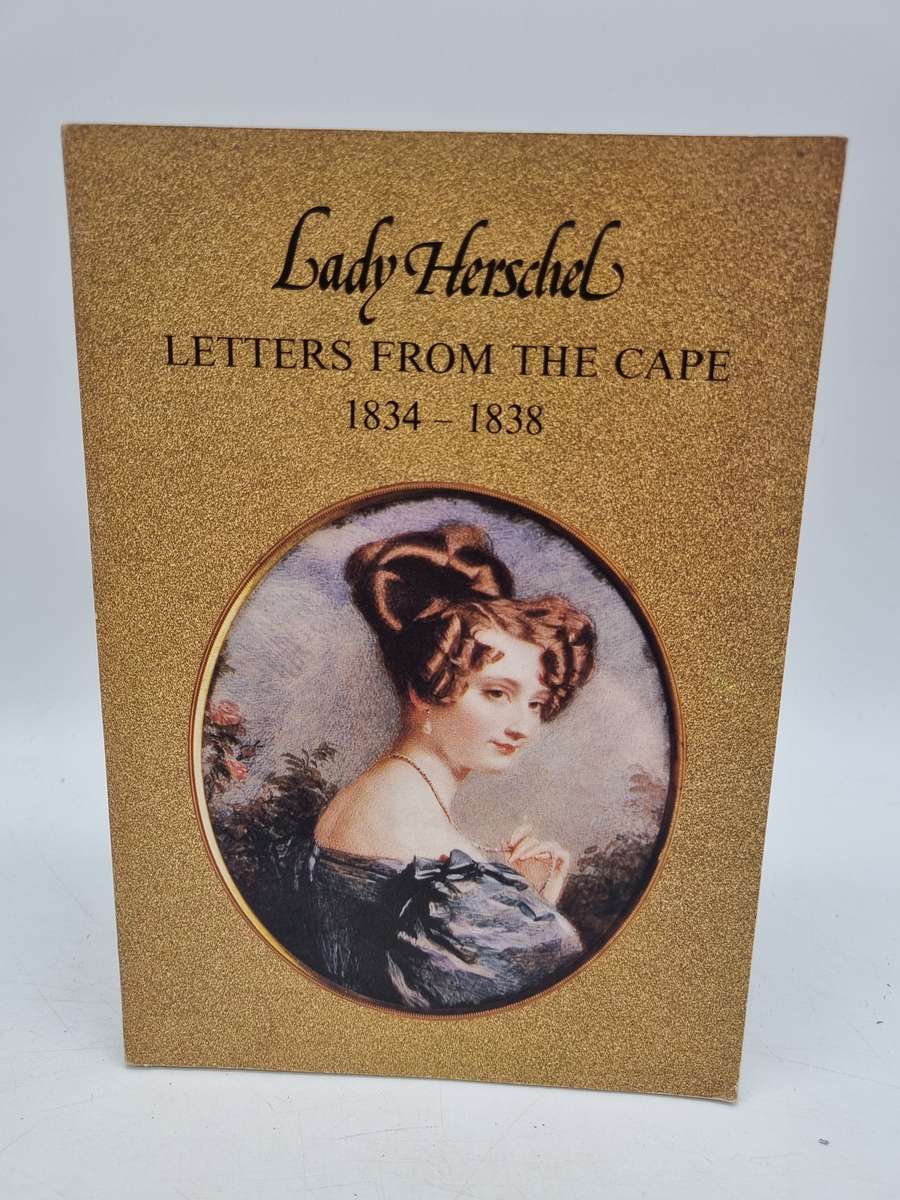 Lady Herschel
LETTERS FROM THE CAPE
1834 – 1838